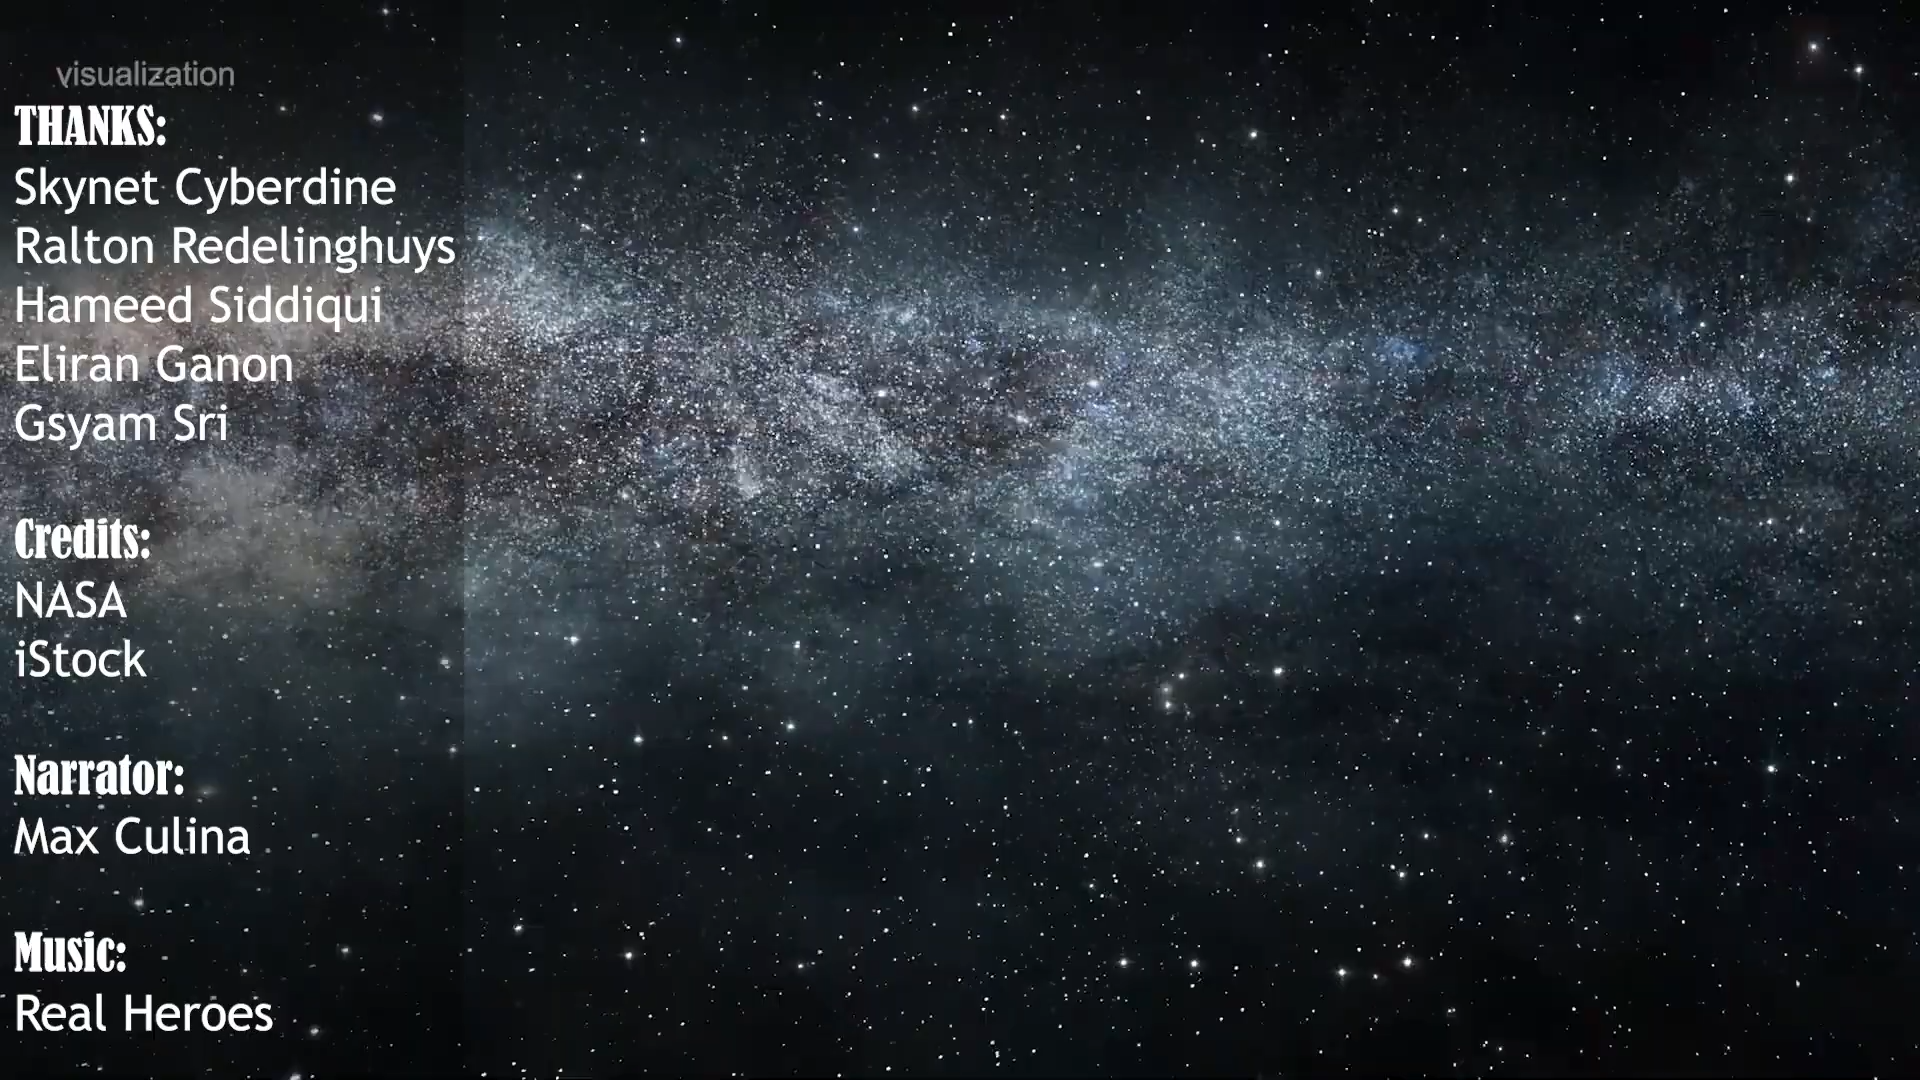 visualization
THANKS:
Skynet Cyberdine
Ralton Redelinghuys
Hameed Siddiqui
Eliran Ganon
Gsyam Sri
Credits:
NASA
iStock
Narrator:
Max Culina
Music:
Real Heroes